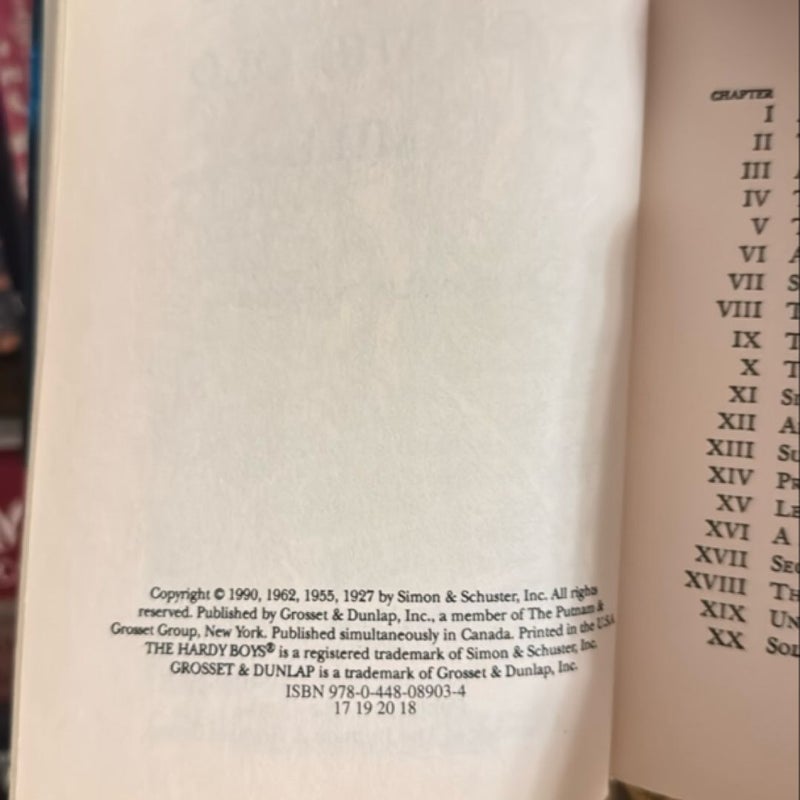 Copyright © 1990, 1962, 1955, 1927 by Simon & Schuster, Inc. All rights
reserved. Published by Grosset & Dunlap, Inc., a member of The Putnam &
Grosset Group, New York. Published simultaneously in Canada. Printed in the USA
THE HARDY BOYS® is a registered trademark of Simon & Schuster, Inc.
GROSSET & DUNLAP is a trademark of Grosset & Dunlap, Inc.
ISBN 978-0-448-08903-4
17 19 20 18
CHAPTER
I
II
III
IV
V
VI
VII
VIII
IX
X
XI
XII
XIII
XIV
XV
XVI A
XVII
XVIII
XIX
XX